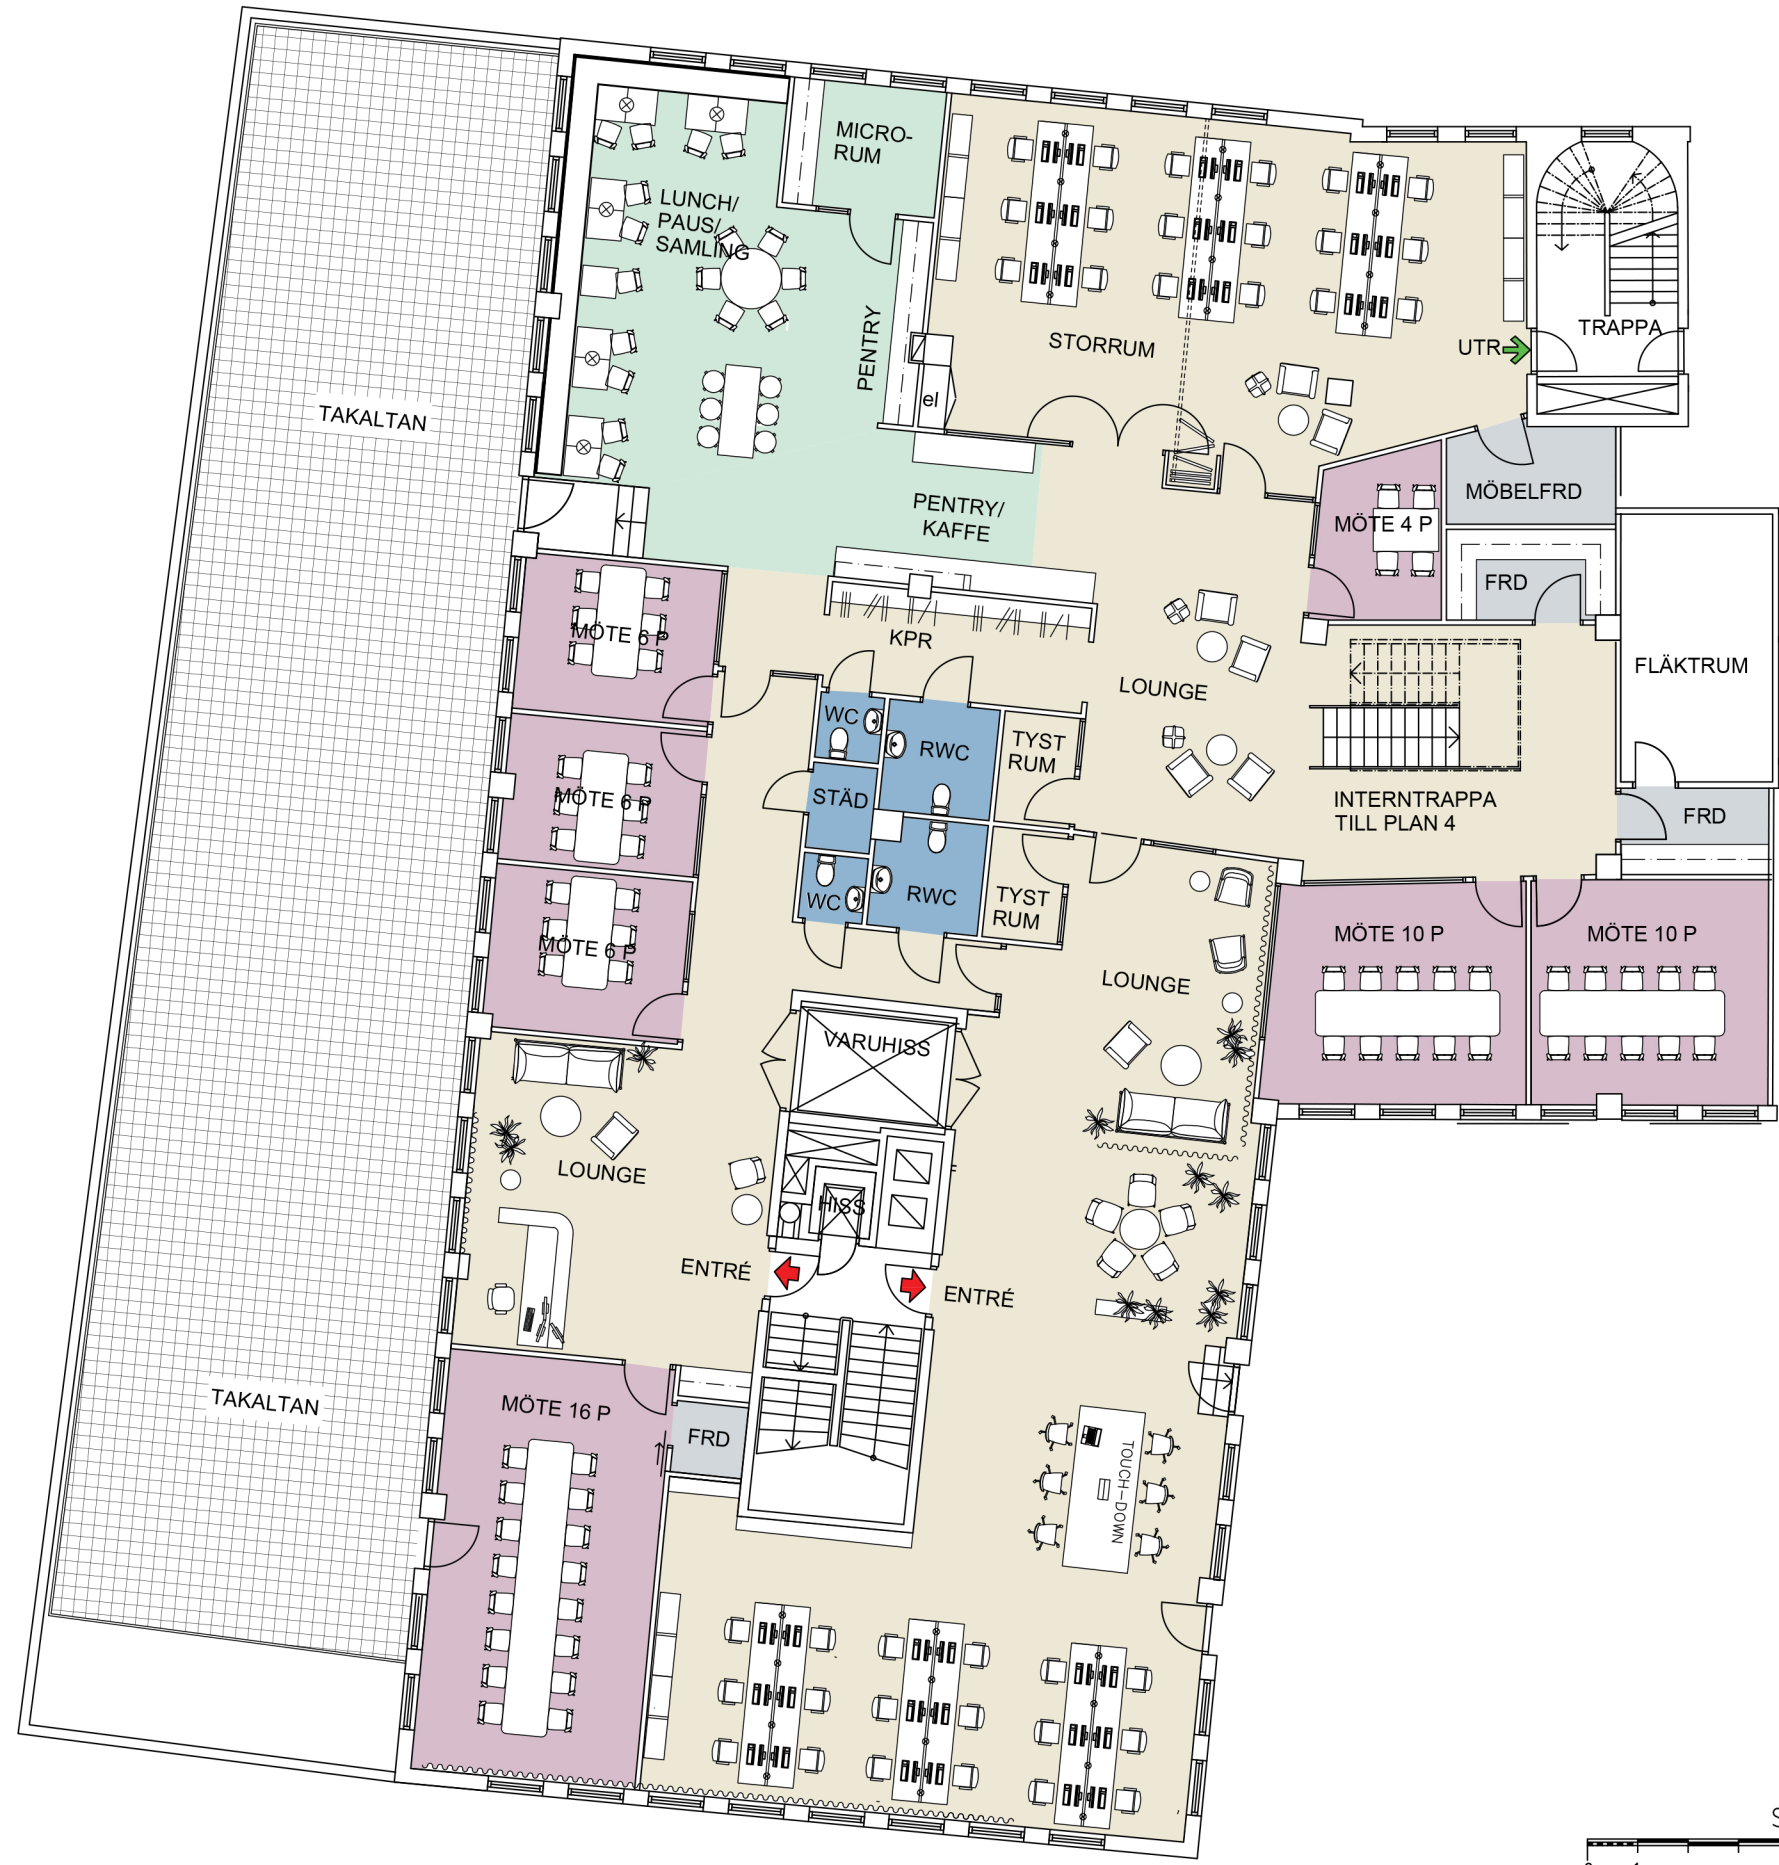 MICRO-
RUM
LUNCH/
PAUS/
SAMLING
TAKALTAN
PENTRY
el
STORRUM
UTR
TRAPPA
PENTRY/
KAFFE
MÖTE 4 P
MÖBELFRD
FRD
FLÄKTRUM
MÖTE 6 P
KPR
LOUNGE
WC
RWC
TYST
RUM
STÄD
MÖTE 6 P
INTERNTRAPPA
TILL PLAN 4
FRD
WC
RWC
TYST
RUM
MÖTE 6 P
LOUNGE
MÖTE 10 P
MÖTE 10 P
VARUHISS
LOUNGE
HISS
ENTRÉ
ENTRÉ
TAKALTAN
MÖTE 16 P
FRD
TOUCH-DOWN